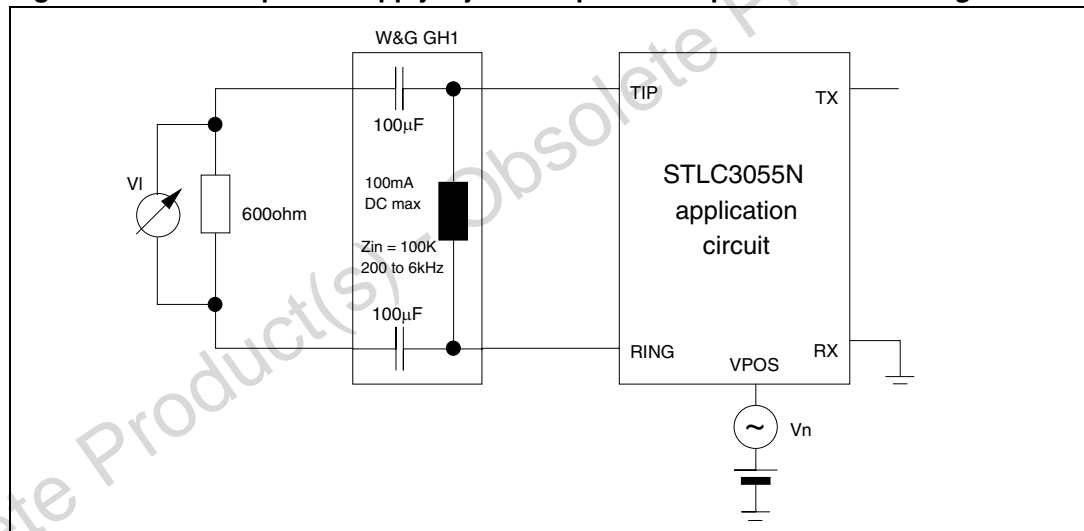 W&G GH1
TIP
TX
100μF
VI
600ohm
100mA
DC max
Zin = 100K
200 to 6kHz
STLC3055N
application
circuit
100μF
RING
RX
VPOS
~
Vn
Obsolete Product(s) - Obsolete